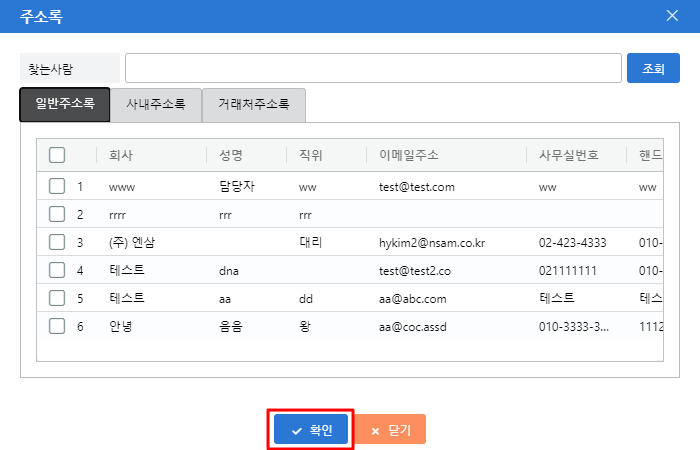 주소록
찾는사람 조회
일반주소록 사내주소록 거래처주소록
회사 성명 직위 이메일주소 사무실번호 핸드
1 www 담당자 ww test@test.com ww ww
2 rrrr rrr rrr
3 (주) 엔삼 대리 hykim2@nsam.co.kr 02-423-4333 010-
4 테스트 dna test@test2.co 021111111 010-
5 테스트 aa dd aa@abc.com 테스트 테스
6 안녕 음음 왕 aa@coc.assd 010-3333-3... 1112
확인 닫기